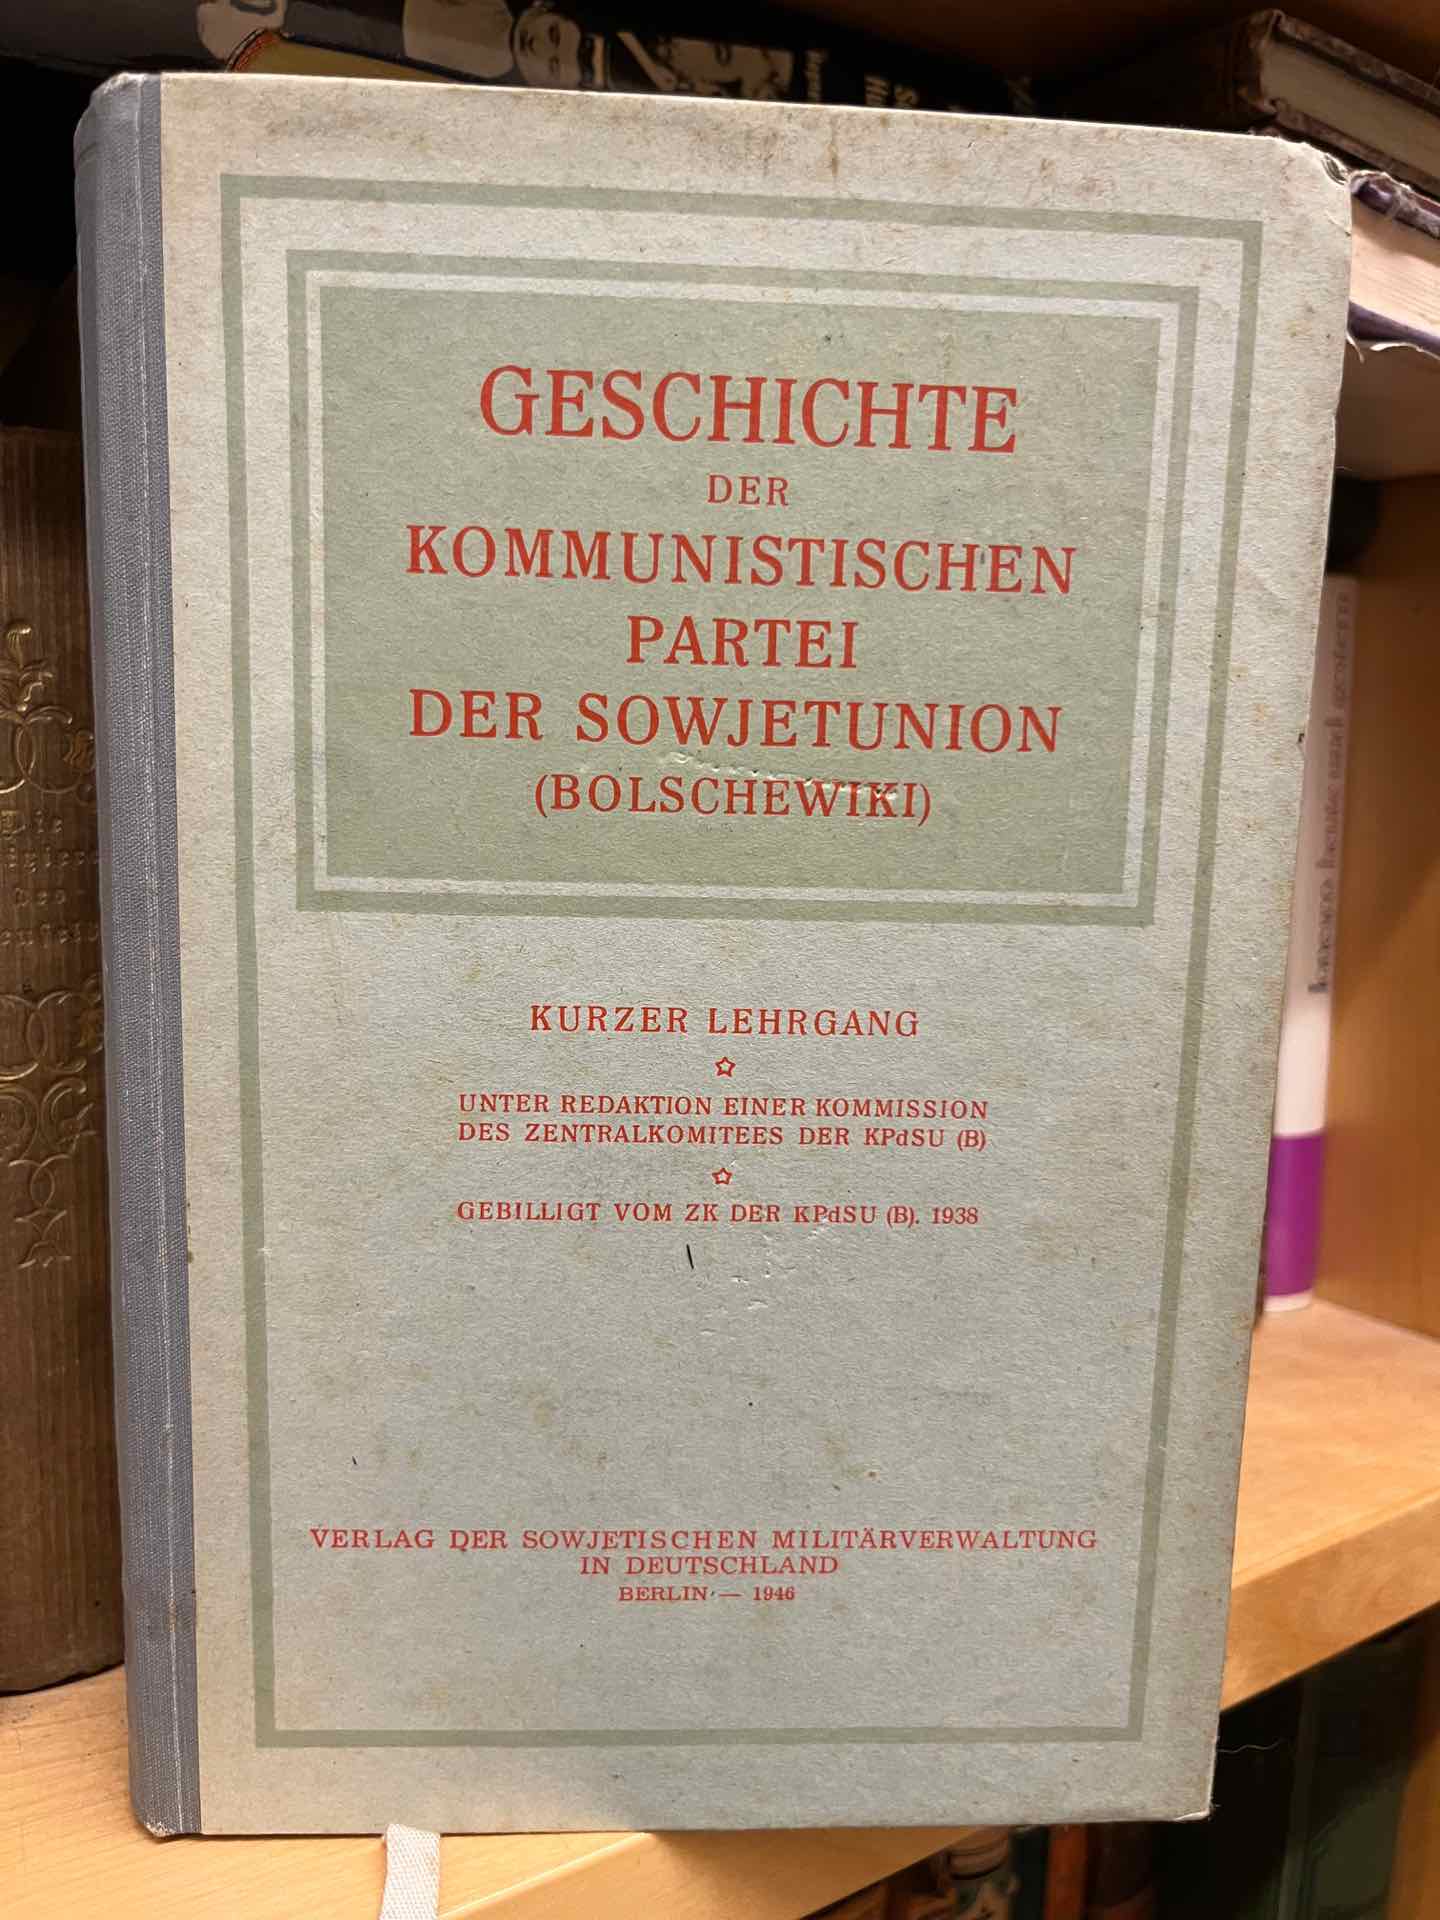 GESCHICHTE
DER
KOMMUNISTISCHEN
PARTEI
DER SOWJETUNION
(BOLSCHEWIKI)
KURZER LEHRGANG
UNTER REDAKTION EINER KOMMISSION
DES ZENTRALKOMITEES DER KPdSU (B)
GEBILLIGT VOM ZK DER KPdSU (B). 1938
VERLAG DER SOWJETISCHEN MILITÄRVERWALTUNG
IN DEUTSCHLAND
BERLIN — 1946